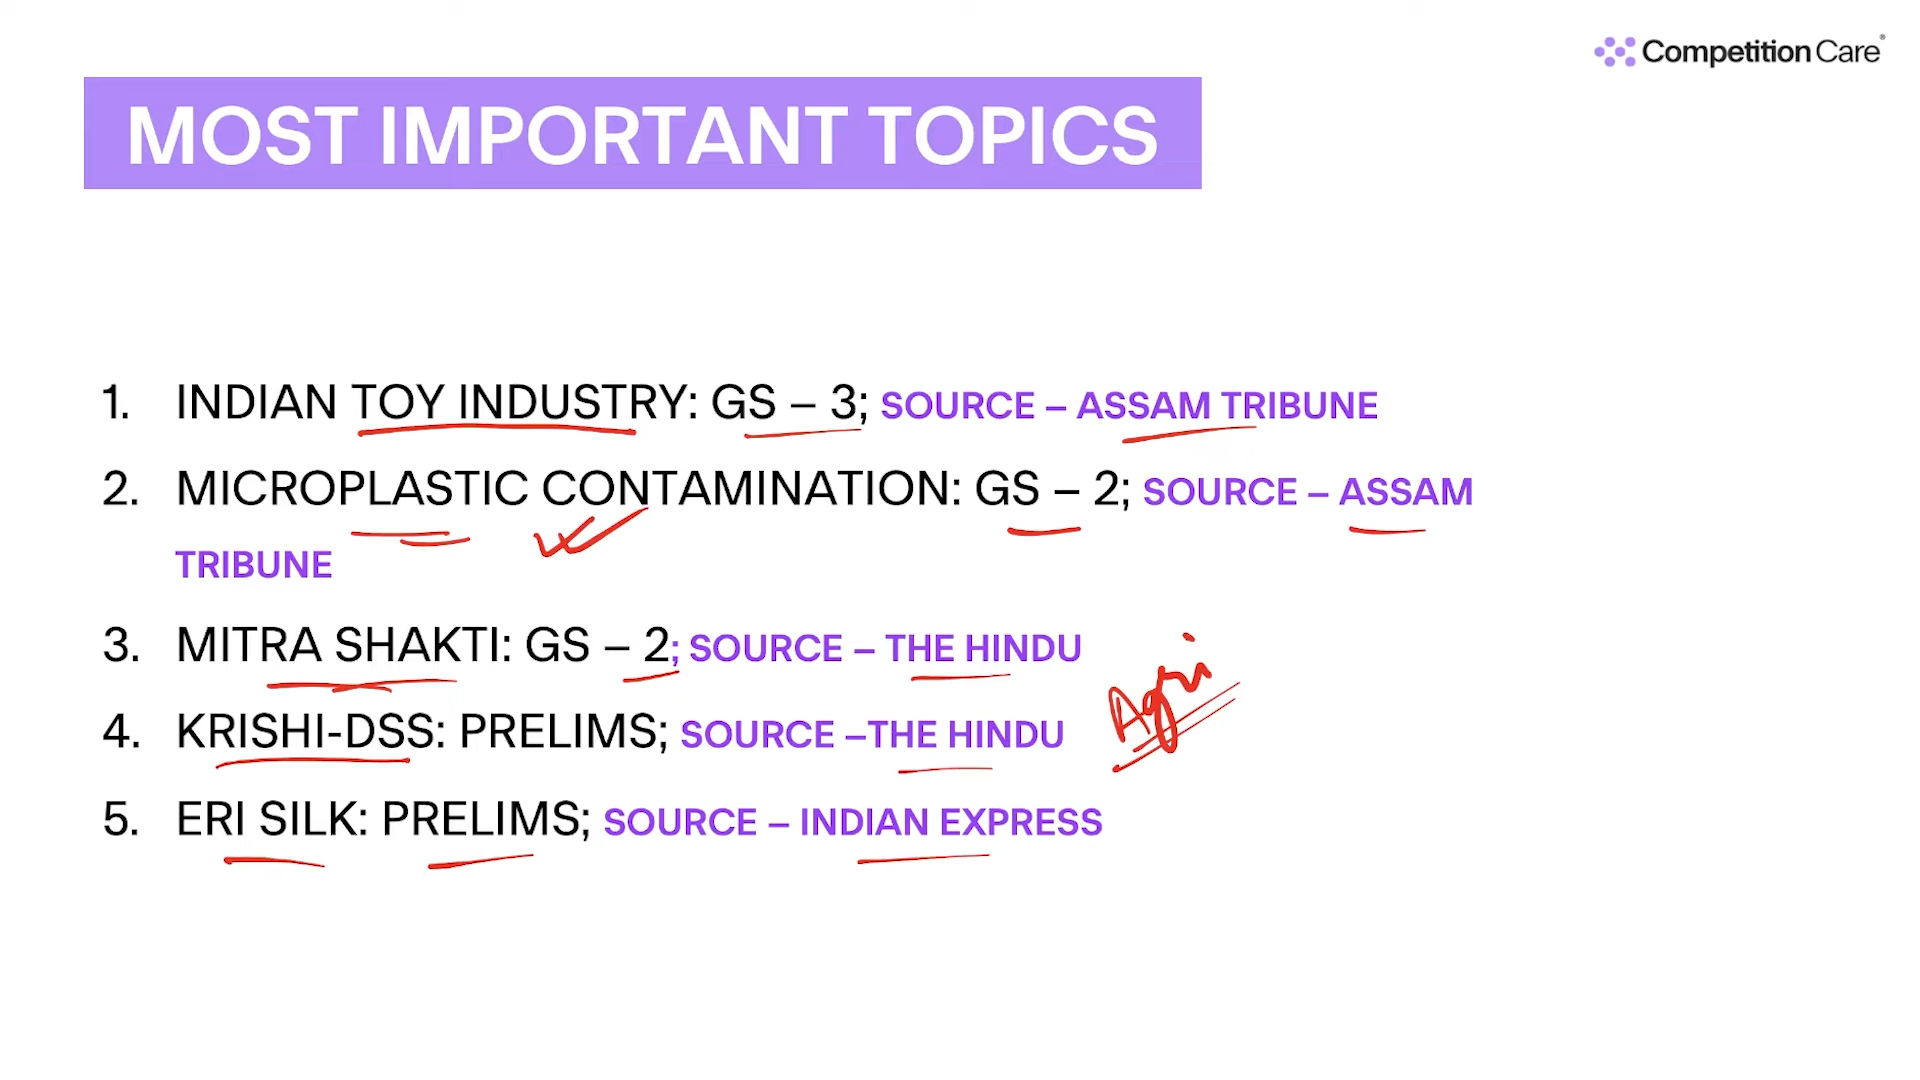 Competition Care
MOST IMPORTANT TOPICS
1. INDIAN TOY INDUSTRY: GS – 3; SOURCE – ASSAM TRIBUNE
2. MICROPLASTIC CONTAMINATION: GS – 2; SOURCE – ASSAM
TRIBUNE
3. MITRA SHAKTI: GS – 2; SOURCE – THE HINDU
Agri
4. KRISHI-DSS: PRELIMS; SOURCE –THE HINDU
5. ERI SILK: PRELIMS; SOURCE – INDIAN EXPRESS